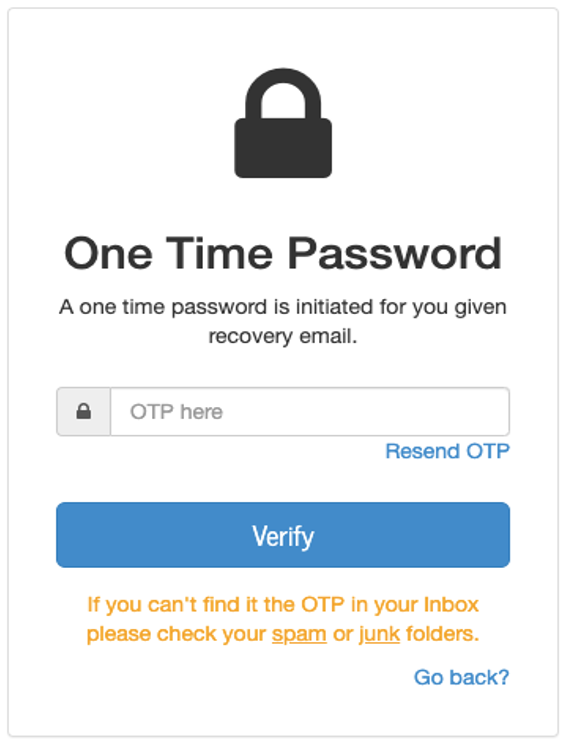 One Time Password
A one time password is initiated for you given
recovery email.
OTP here
Resend OTP
Verify
If you can't find it the OTP in your Inbox
please check your spam or junk folders.
Go back?